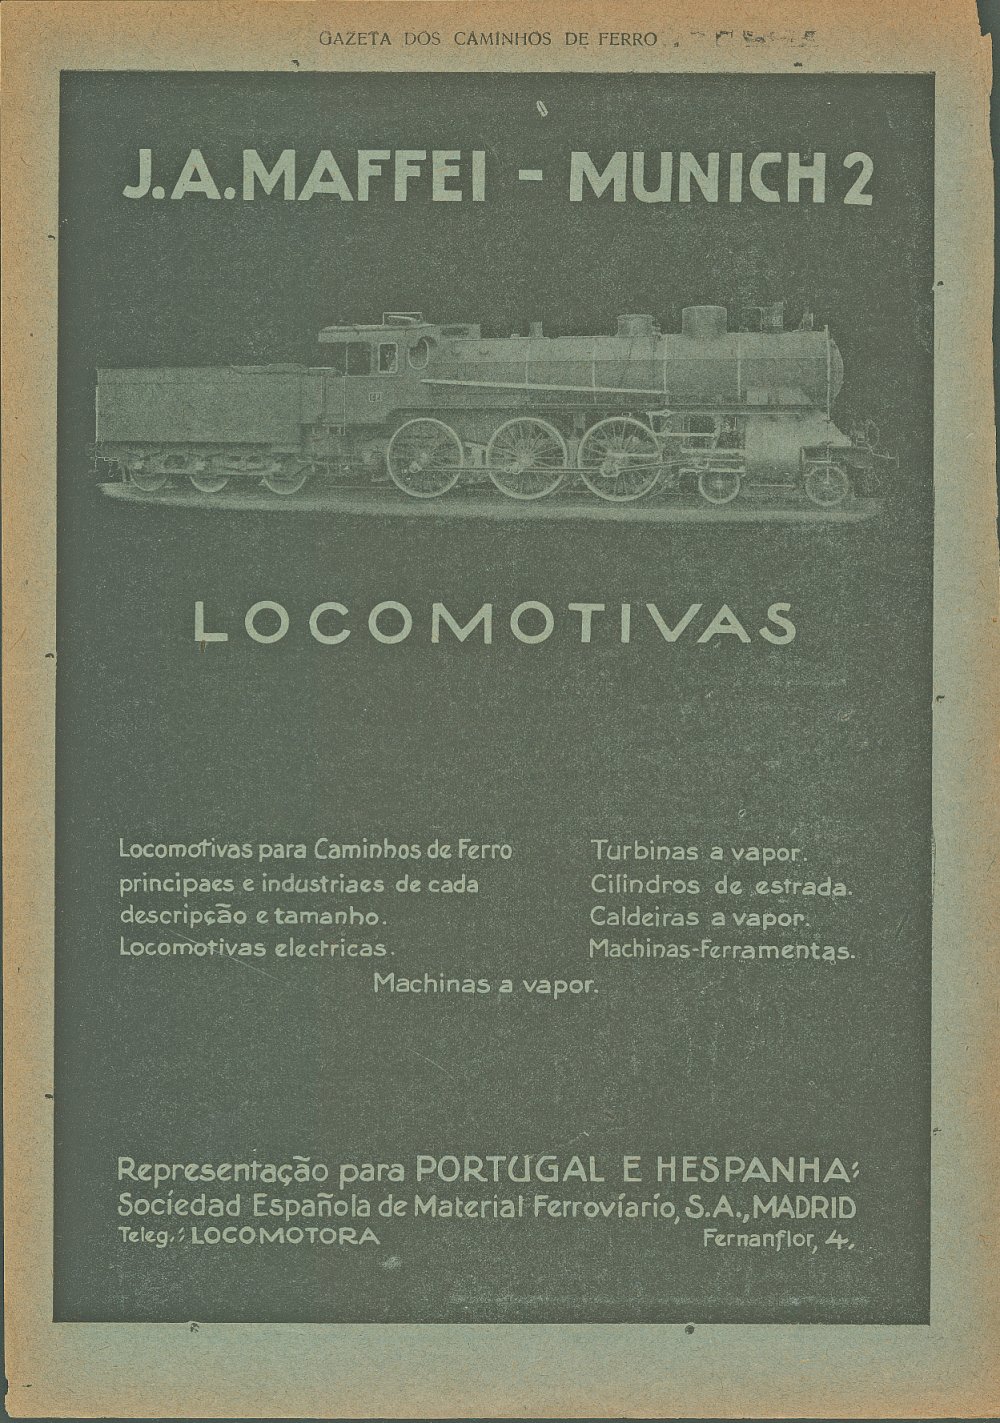 GAZETA DOS CAMINHOS DE FERRO
J.A.MAFFEI - MUNICH 2
LOCOMOTIVAS
Locomotivas para Caminhos de Ferro
principaes e industriaes de cada
descripção e tamanho.
Locomotivas electricas.
Turbinas a vapor.
Cilindros de estrada.
Caldeiras a vapor.
Machinas-Ferramentas.
Machinas a vapor.
Representação para PORTUGAL E HESPANHA:
Sociedad Española de Material Ferroviario, S.A., MADRID
Teleg.: LOCOMOTORA
Fernanflor, 4.